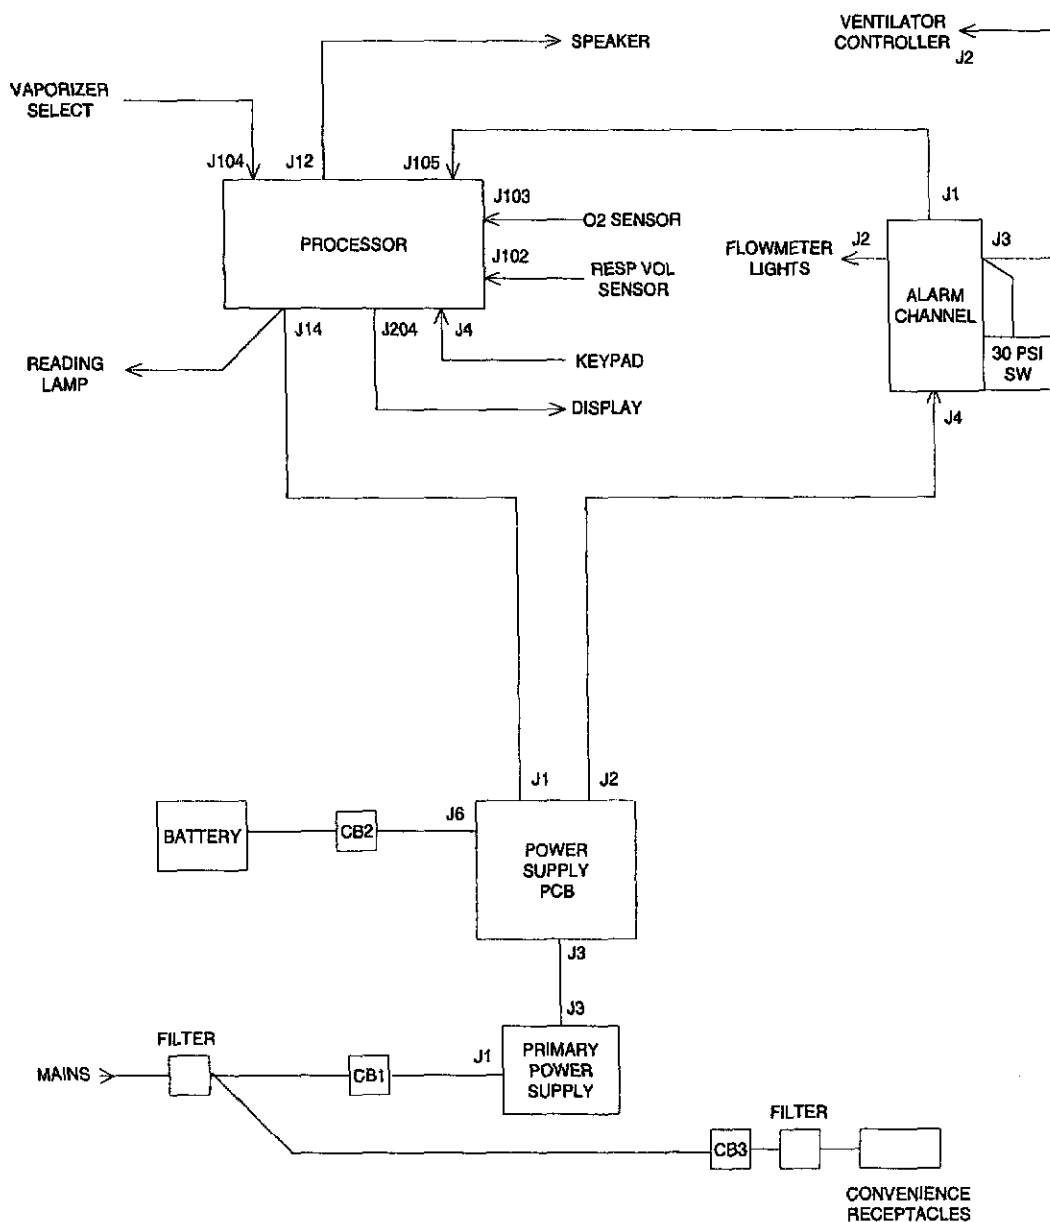 VENTILATOR
CONTROLLER
J2
SPEAKER
VAPORIZER
SELECT
J104
J12
J105
J103
O2 SENSOR
PROCESSOR
J102
RESP VOL
SENSOR
J1
J2
J3
FLOWMETER
LIGHTS
ALARM
CHANNEL
J14
J204
J4
READING
LAMP
KEYPAD
30 PSI
SW
DISPLAY
J4
J1
J2
BATTERY
CB2
J6
POWER
SUPPLY
PCB
J3
J3
FILTER
MAINS
CB1
J1
PRIMARY
POWER
SUPPLY
FILTER
CB3
CONVENIENCE
RECEPTACLES